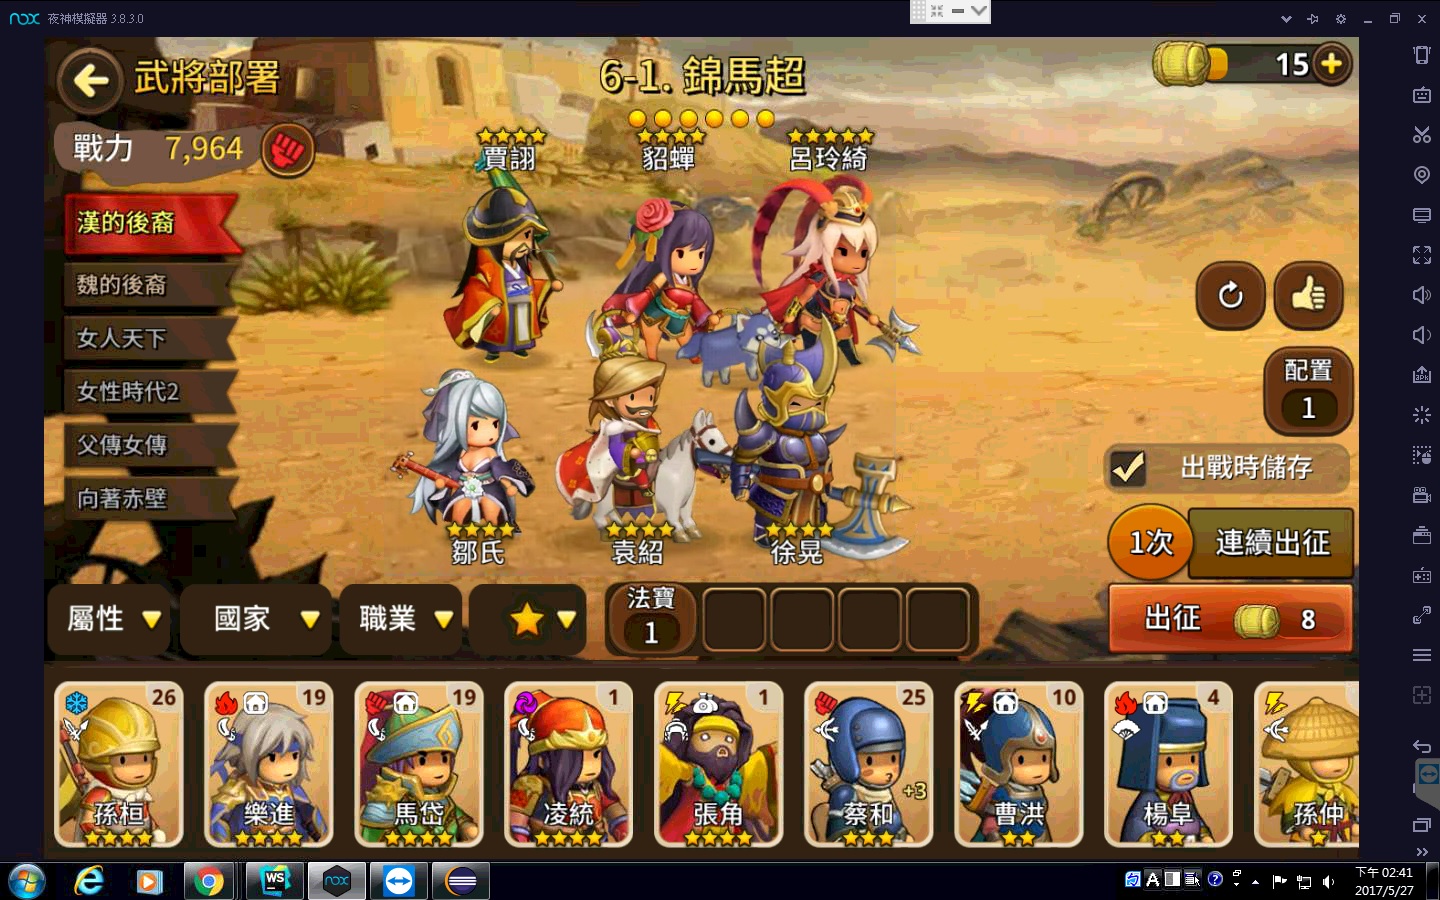 nox 夜神模擬器 3.8.3.0
武將部署
6-1. 錦馬超
15
戰力 7,964
賈詡
貂蟬
呂玲綺
漢的後裔
魏的後裔
女人天下
女性時代2
父傳女傳
向著赤壁
配置
1
出戰時儲存
鄒氏
袁紹
徐晃
1次
連續出征
屬性
國家
職業
法寶
1
出征
8
26
孫桓
19
樂進
19
馬岱
1
凌統
1
張角
25
+3
蔡和
10
曹洪
4
楊阜
孫仲
WS
nox
A
下午 02:41
2017/5/27